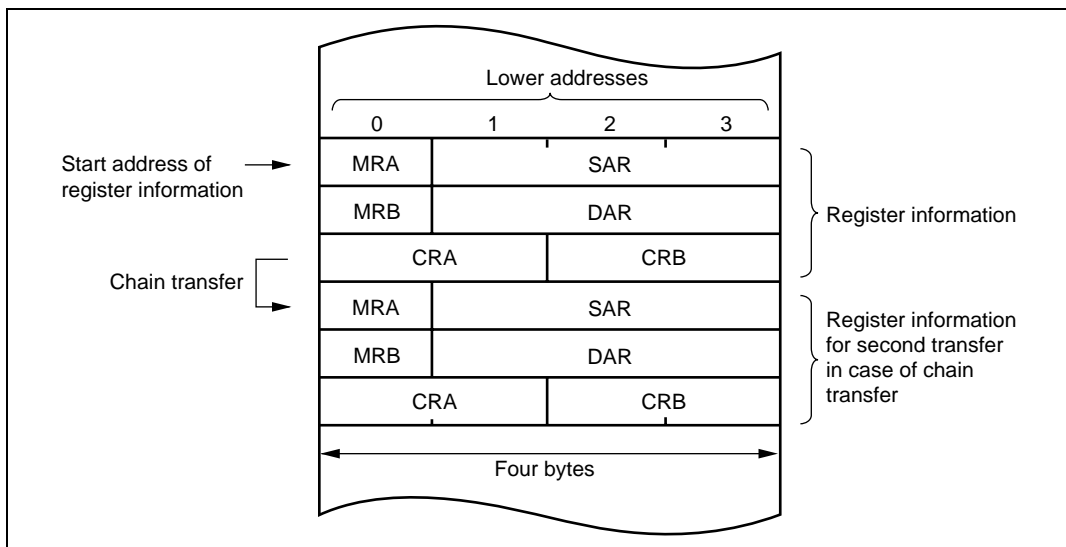 Lower addresses
0 1 2 3
Start address of
register information
MRA SAR
MRB DAR
Register information
CRA CRB
Chain transfer
MRA SAR
Register information
for second transfer
in case of chain
transfer
MRB DAR
CRA CRB
Four bytes